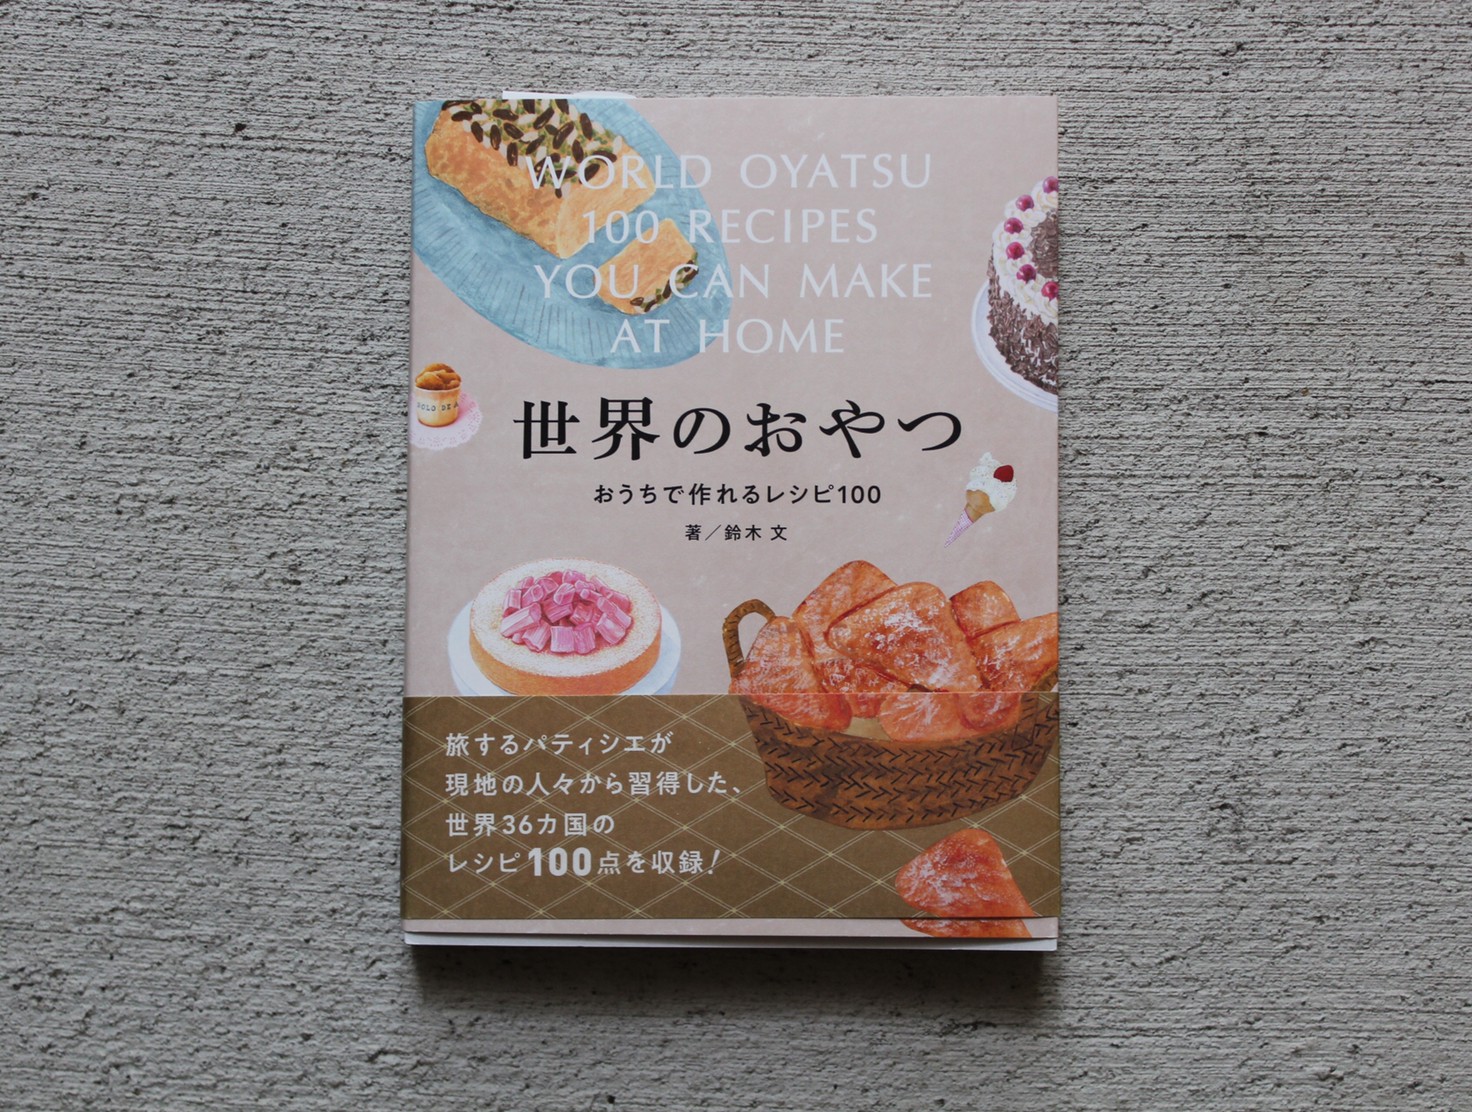 WORLD OYATSU
100 RECIPES
YOU CAN MAKE
AT HOME
世界のおやつ
おうちで作れるレシピ100
著／鈴木 文
旅するパティシエが
現地の人々から習得した、
世界36カ国の
レシピ100点を収録!